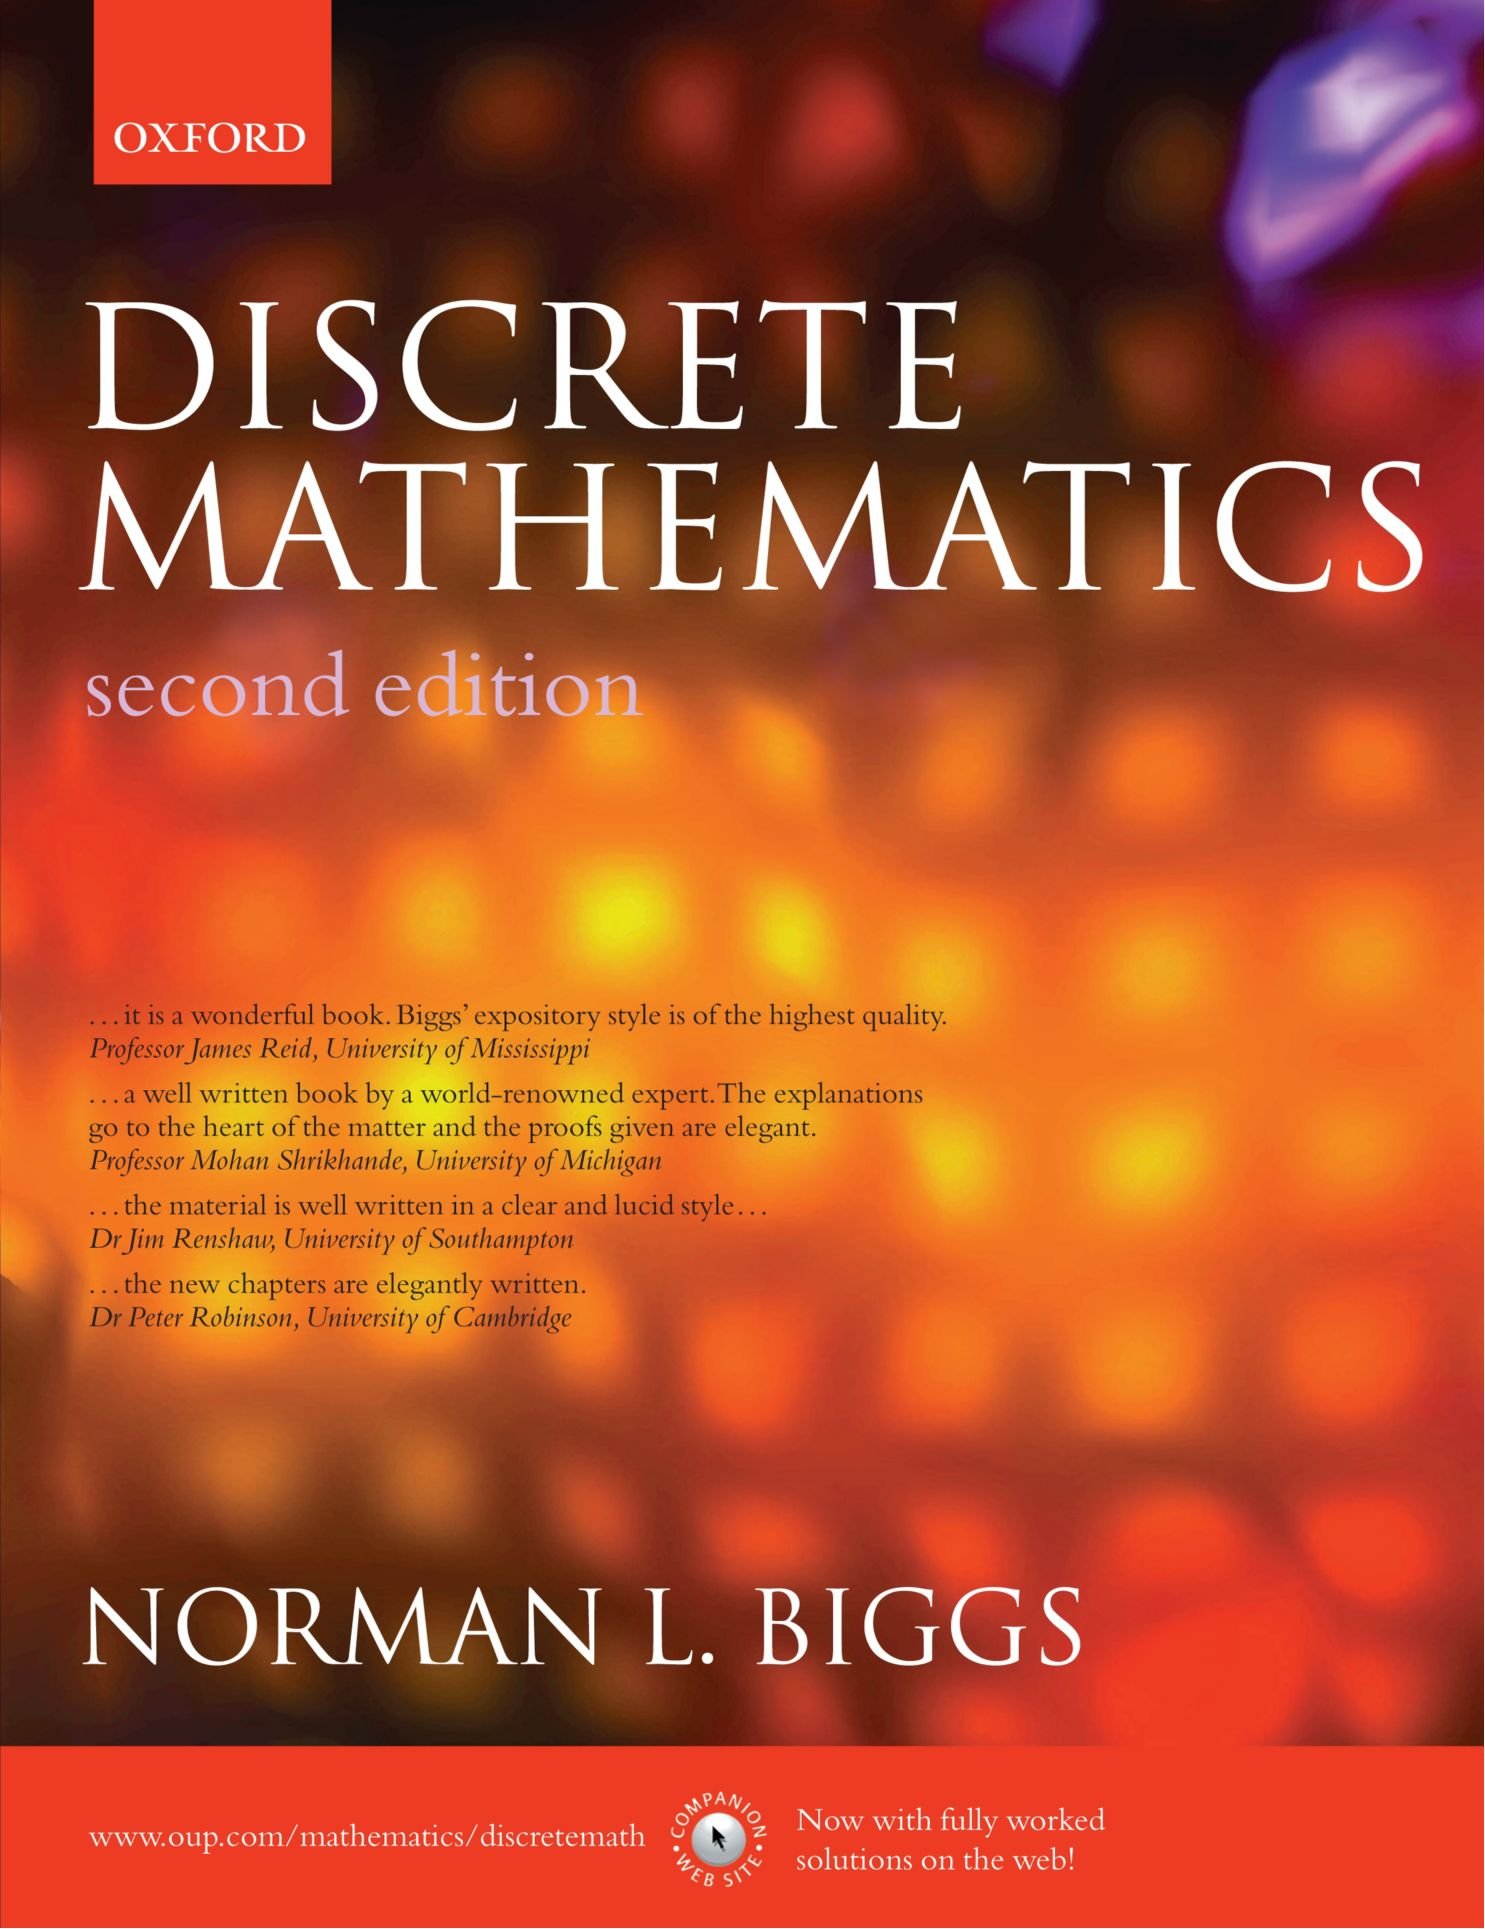 OXFORD
DISCRETE
MATHEMATICS
second edition
...it is a wonderful book. Biggs’ expository style is of the highest quality.
Professor James Reid, University of Mississippi
...a well written book by a world-renowned expert. The explanations
go to the heart of the matter and the proofs given are elegant.
Professor Mohan Shrikhande, University of Michigan
...the material is well written in a clear and lucid style...
Dr Jim Renshaw, University of Southampton
...the new chapters are elegantly written.
Dr Peter Robinson, University of Cambridge
NORMAN L. BIGGS
www.oup.com/mathematics/discretemath
COMPANION
WEB SITE
Now with fully worked
solutions on the web!